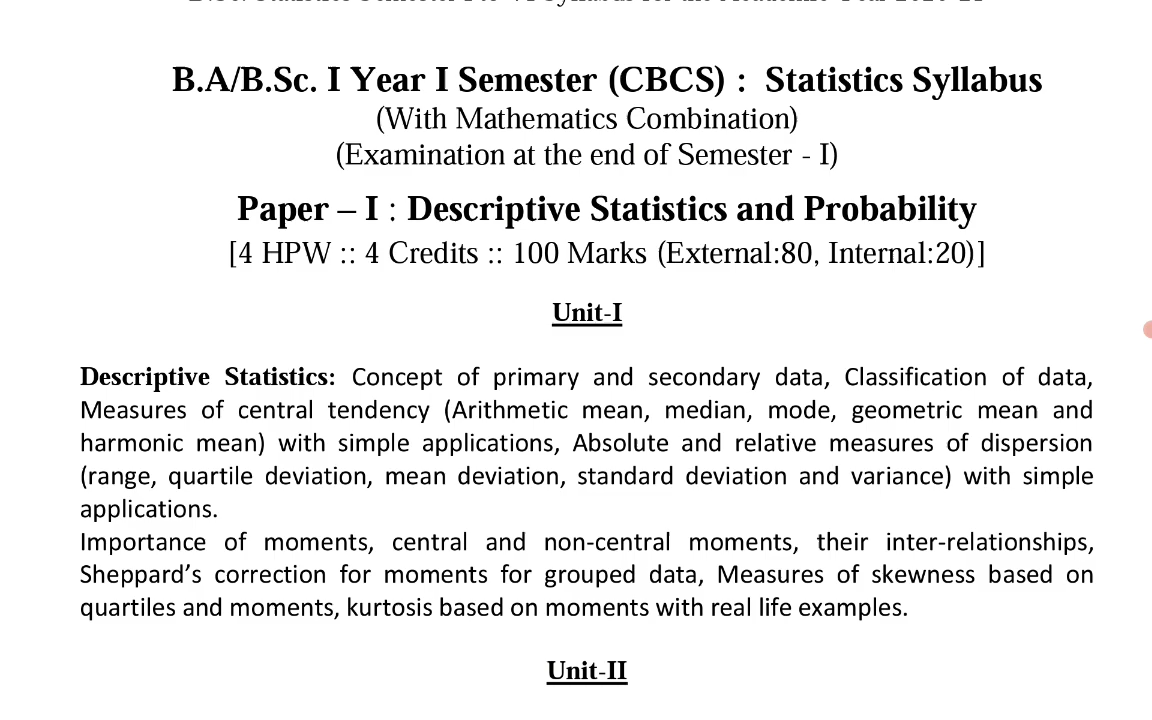 B.A/B.Sc. I Year I Semester (CBCS) : Statistics Syllabus
(With Mathematics Combination)
(Examination at the end of Semester - I)
Paper – I : Descriptive Statistics and Probability
[4 HPW :: 4 Credits :: 100 Marks (External:80, Internal:20)]
Unit-I
Descriptive Statistics: Concept of primary and secondary data, Classification of data,
Measures of central tendency (Arithmetic mean, median, mode, geometric mean and
harmonic mean) with simple applications, Absolute and relative measures of dispersion
(range, quartile deviation, mean deviation, standard deviation and variance) with simple
applications.
Importance of moments, central and non-central moments, their inter-relationships,
Sheppard’s correction for moments for grouped data, Measures of skewness based on
quartiles and moments, kurtosis based on moments with real life examples.
Unit-II